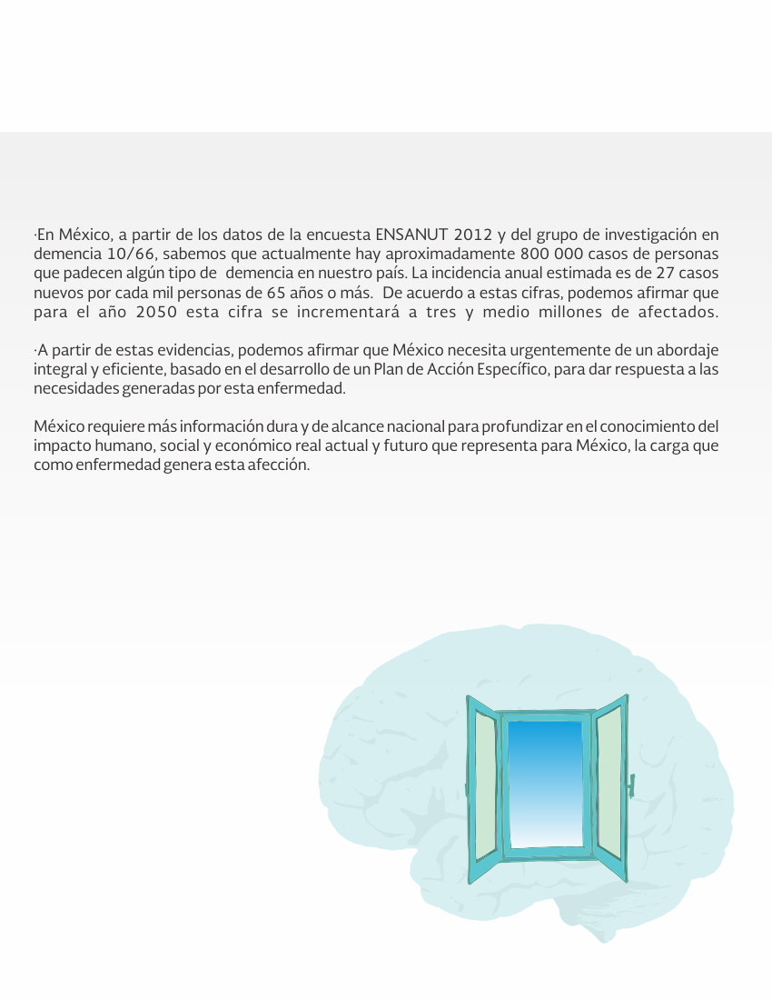 ·En México, a partir de los datos de la encuesta ENSANUT 2012 y del grupo de investigación en
demencia 10/66, sabemos que actualmente hay aproximadamente 800 000 casos de personas
que padecen algún tipo de  demencia en nuestro país. La incidencia anual estimada es de 27 casos
nuevos por cada mil personas de 65 años o más.  De acuerdo a estas cifras, podemos afirmar que
para el año 2050 esta cifra se incrementará a tres y medio millones de afectados.
·A partir de estas evidencias, podemos afirmar que México necesita urgentemente de un abordaje
integral y eficiente, basado en el desarrollo de un Plan de Acción Específico, para dar respuesta a las
necesidades generadas por esta enfermedad.
México requiere más información dura y de alcance nacional para profundizar en el conocimiento del
impacto humano, social y económico real actual y futuro que representa para México, la carga que
como enfermedad genera esta afección.